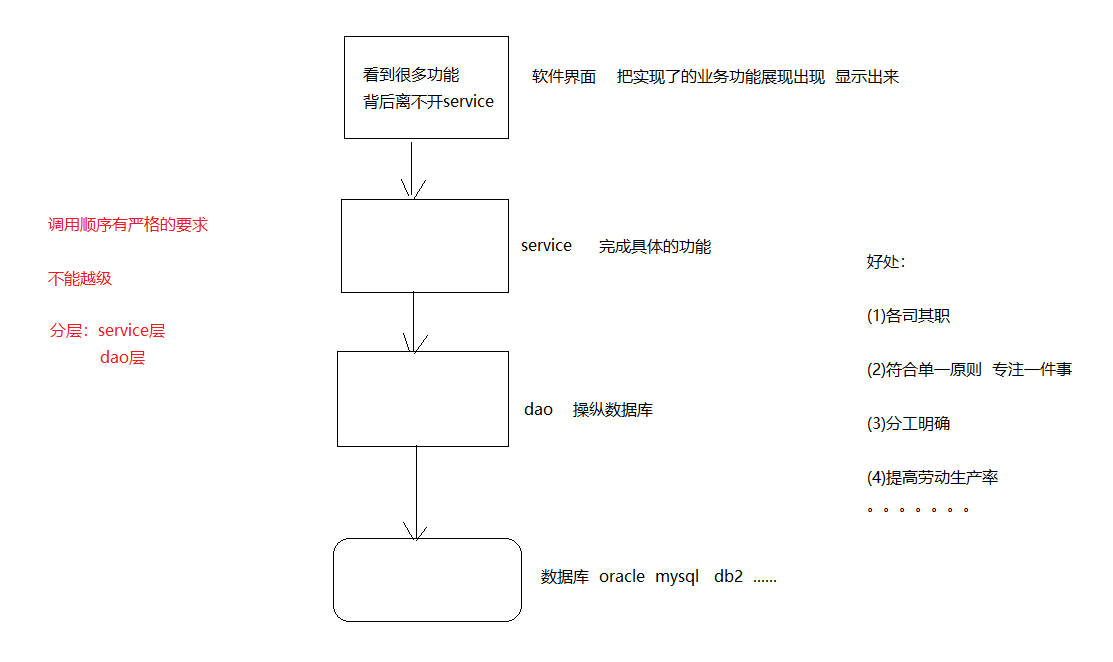 看到很多功能
背后离不开service
软件界面 把实现了的业务功能展现出现 显示出来
调用顺序有严格的要求
不能越级
分层：service层
dao层
service 完成具体的功能
dao 操纵数据库
数据库 oracle mysql db2 ......
好处：
(1)各司其职
(2)符合单一原则 专注一件事
(3)分工明确
(4)提高劳动生产率
。。。。。。。